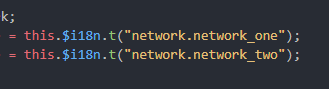 k;
= this.$i18n.t("network.network_one");
= this.$i18n.t("network.network_two");